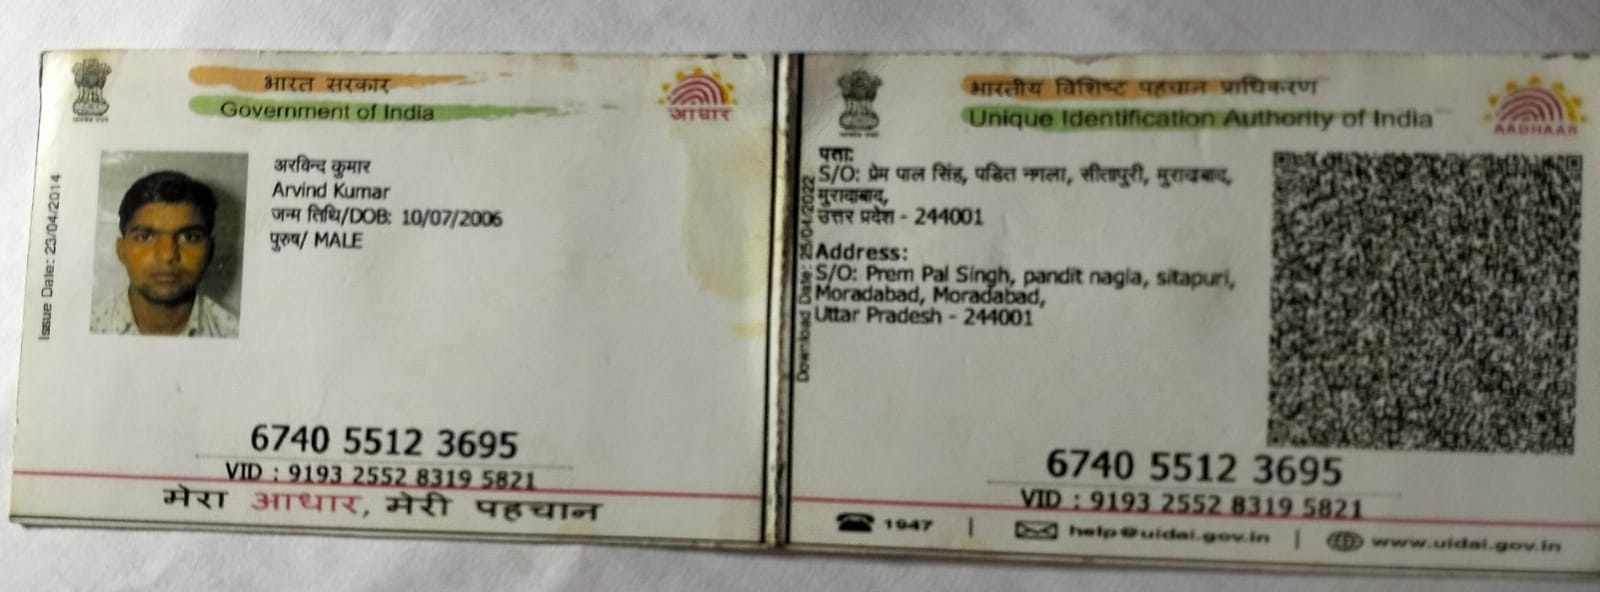 भारत सरकार
Government of India
आधार
Issue Date: 23/04/2014
अरविन्द कुमार
Arvind Kumar
जन्म तिथि/DOB: 10/07/2006
पुरुष/ MALE
6740 5512 3695
VID : 9193 2552 8319 5821
मेरा आधार, मेरी पहचान
भारतीय विशिष्ट पहचान प्राधिकरण
Unique Identification Authority of India
AADHAAR
Download Date: 25/04/2022
पता:
S/O: प्रेम पाल सिंह, पंडित नगला, सीतापुरी, मुरादाबाद,
मुरादाबाद,
उत्तर प्रदेश - 244001
Address:
S/O: Prem Pal Singh, pandit nagla, sitapuri,
Moradabad, Moradabad,
Uttar Pradesh - 244001
6740 5512 3695
VID : 9193 2552 8319 5821
1947 | help@uidai.gov.in | www.uidai.gov.in